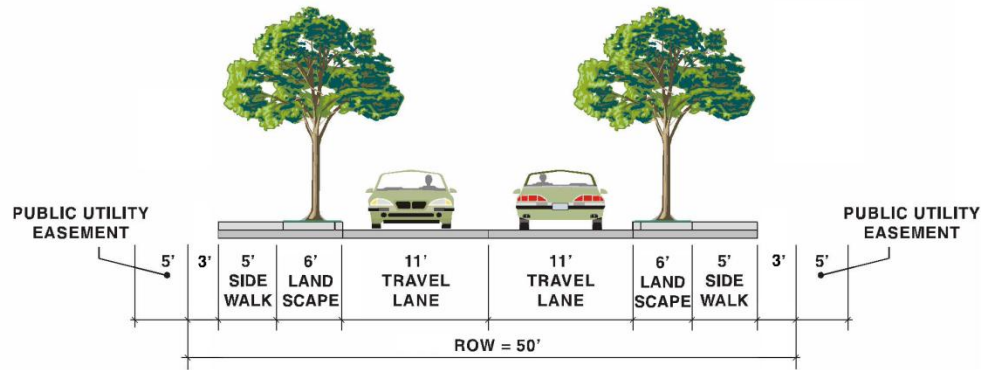 PUBLIC UTILITY
EASEMENT
PUBLIC UTILITY
EASEMENT
5'
3'
5'
SIDE
WALK
6'
LAND
SCAPE
11'
TRAVEL
LANE
11'
TRAVEL
LANE
6'
LAND
SCAPE
5'
SIDE
WALK
3'
5'
ROW = 50'